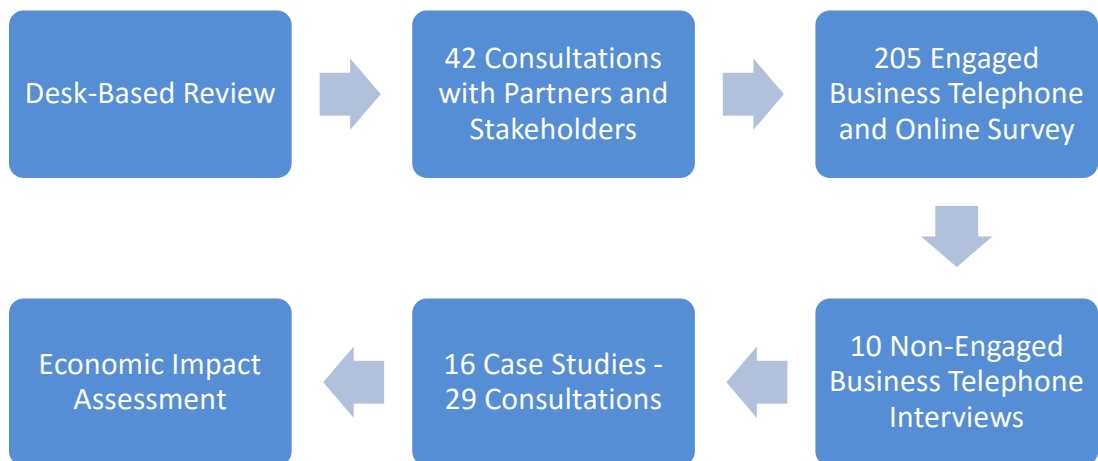 Desk-Based Review
42 Consultations
with Partners and
Stakeholders
205 Engaged
Business Telephone
and Online Survey
10 Non-Engaged
Business Telephone
Interviews
16 Case Studies -
29 Consultations
Economic Impact
Assessment